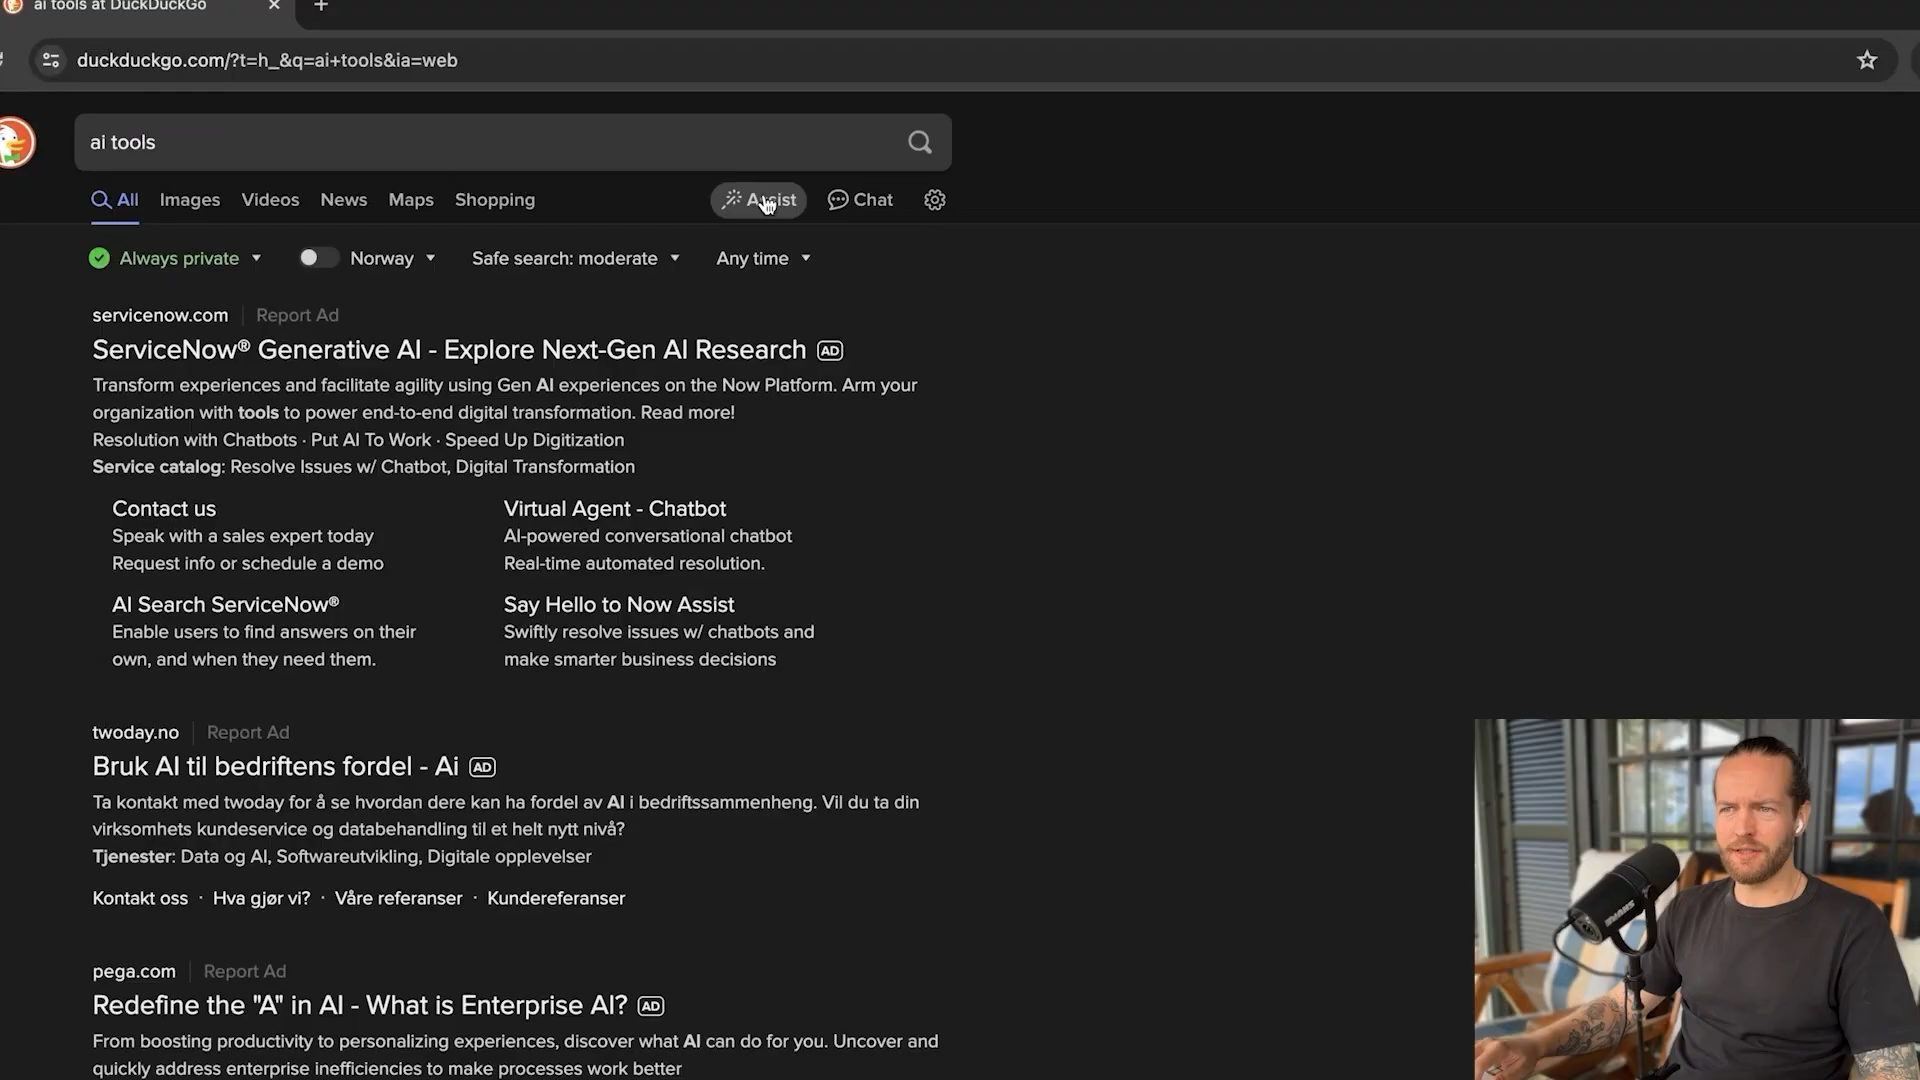 ai tools at DuckDuckGo
duckduckgo.com/?t=h_&q=ai+tools&ia=web
ai tools
All Images Videos News Maps Shopping Assist Chat
Always private Norway Safe search: moderate Any time
servicenow.com Report Ad
ServiceNow® Generative AI - Explore Next-Gen AI Research AD
Transform experiences and facilitate agility using Gen AI experiences on the Now Platform. Arm your
organization with tools to power end-to-end digital transformation. Read more!
Resolution with Chatbots · Put AI To Work · Speed Up Digitization
Service catalog: Resolve Issues w/ Chatbot, Digital Transformation
Contact us
Speak with a sales expert today
Request info or schedule a demo
Virtual Agent - Chatbot
AI-powered conversational chatbot
Real-time automated resolution.
AI Search ServiceNow®
Enable users to find answers on their
own, and when they need them.
Say Hello to Now Assist
Swiftly resolve issues w/ chatbots and
make smarter business decisions
twoday.no Report Ad
Bruk AI til bedriftens fordel - Ai AD
Ta kontakt med twoday for å se hvordan dere kan ha fordel av AI i bedriftssammenheng. Vil du ta din
virksomhets kundeservice og databehandling til et helt nytt nivå?
Tjenester: Data og AI, Softwareutvikling, Digitale opplevelser
Kontakt oss · Hva gjør vi? · Våre referanser · Kundereferanser
pega.com Report Ad
Redefine the "A" in AI - What is Enterprise AI? AD
From boosting productivity to personalizing experiences, discover what AI can do for you. Uncover and
quickly address enterprise inefficiencies to make processes work better
SHURE